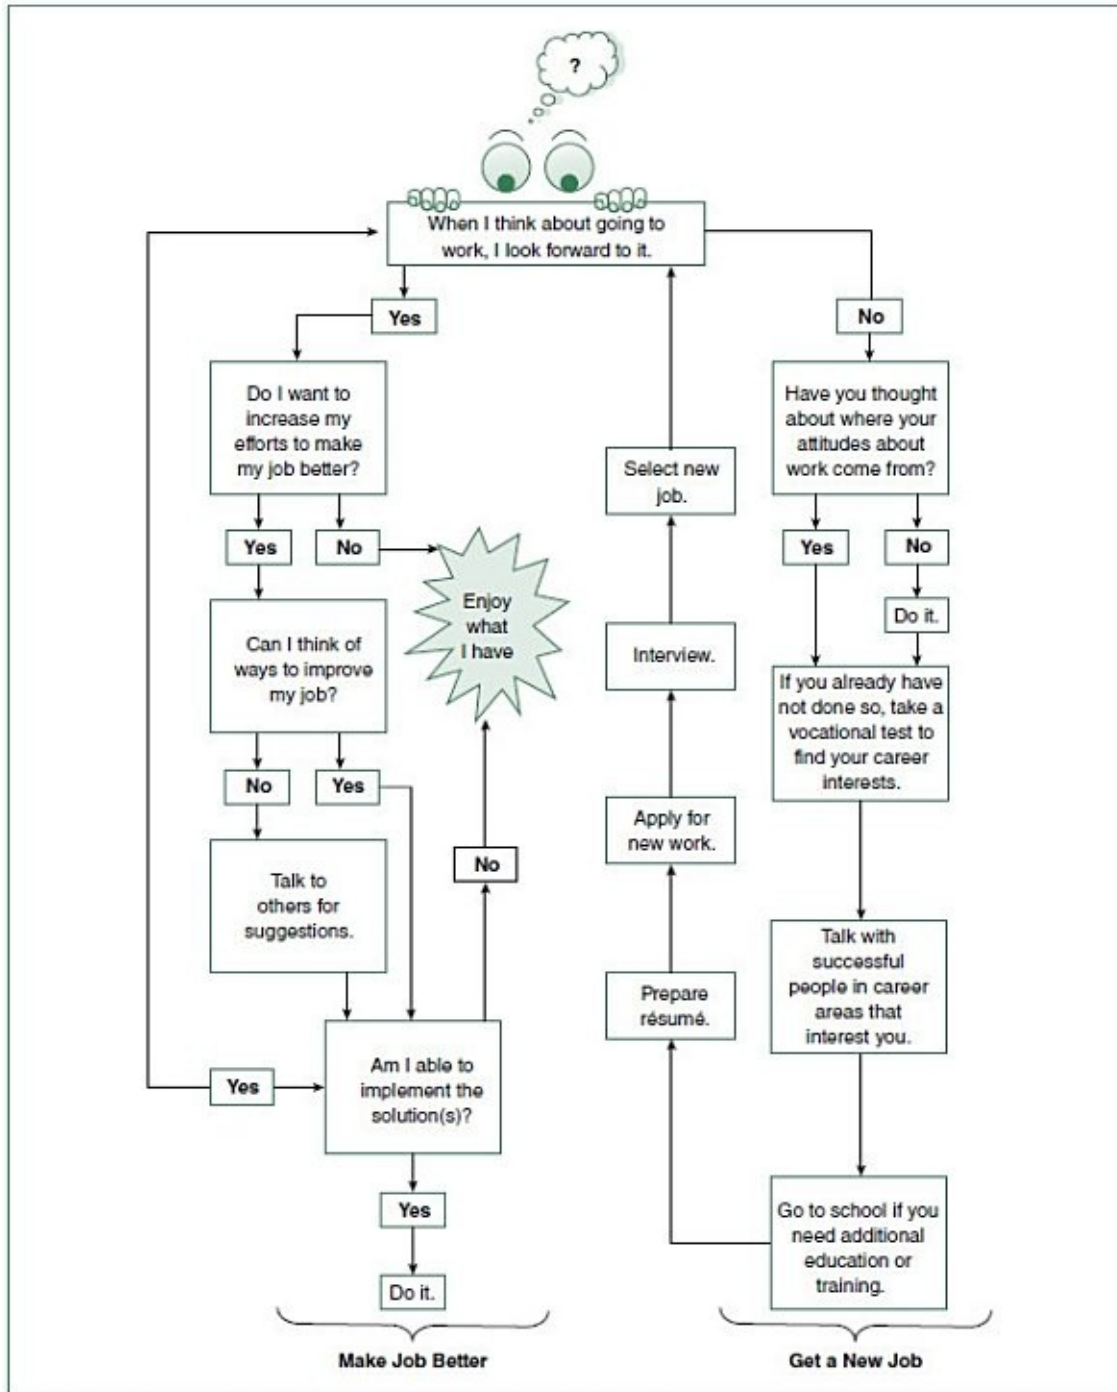 ?
When I think about going to
work, I look forward to it.
Yes
No
Do I want to
increase my
efforts to make
my job better?
Yes
No
Enjoy
what
I have
Can I think of
ways to improve
my job?
No
Yes
Talk to
others for
suggestions.
No
Am I able to
implement the
solution(s)?
Yes
Yes
Do it.
Make Job Better
Have you thought
about where your
attitudes about
work come from?
Yes
No
Do it.
If you already have
not done so, take a
vocational test to
find your career
interests.
Talk with
successful
people in career
areas that
interest you.
Go to school if you
need additional
education or
training.
Prepare
résumé.
Apply for
new work.
Interview.
Select new
job.
Get a New Job